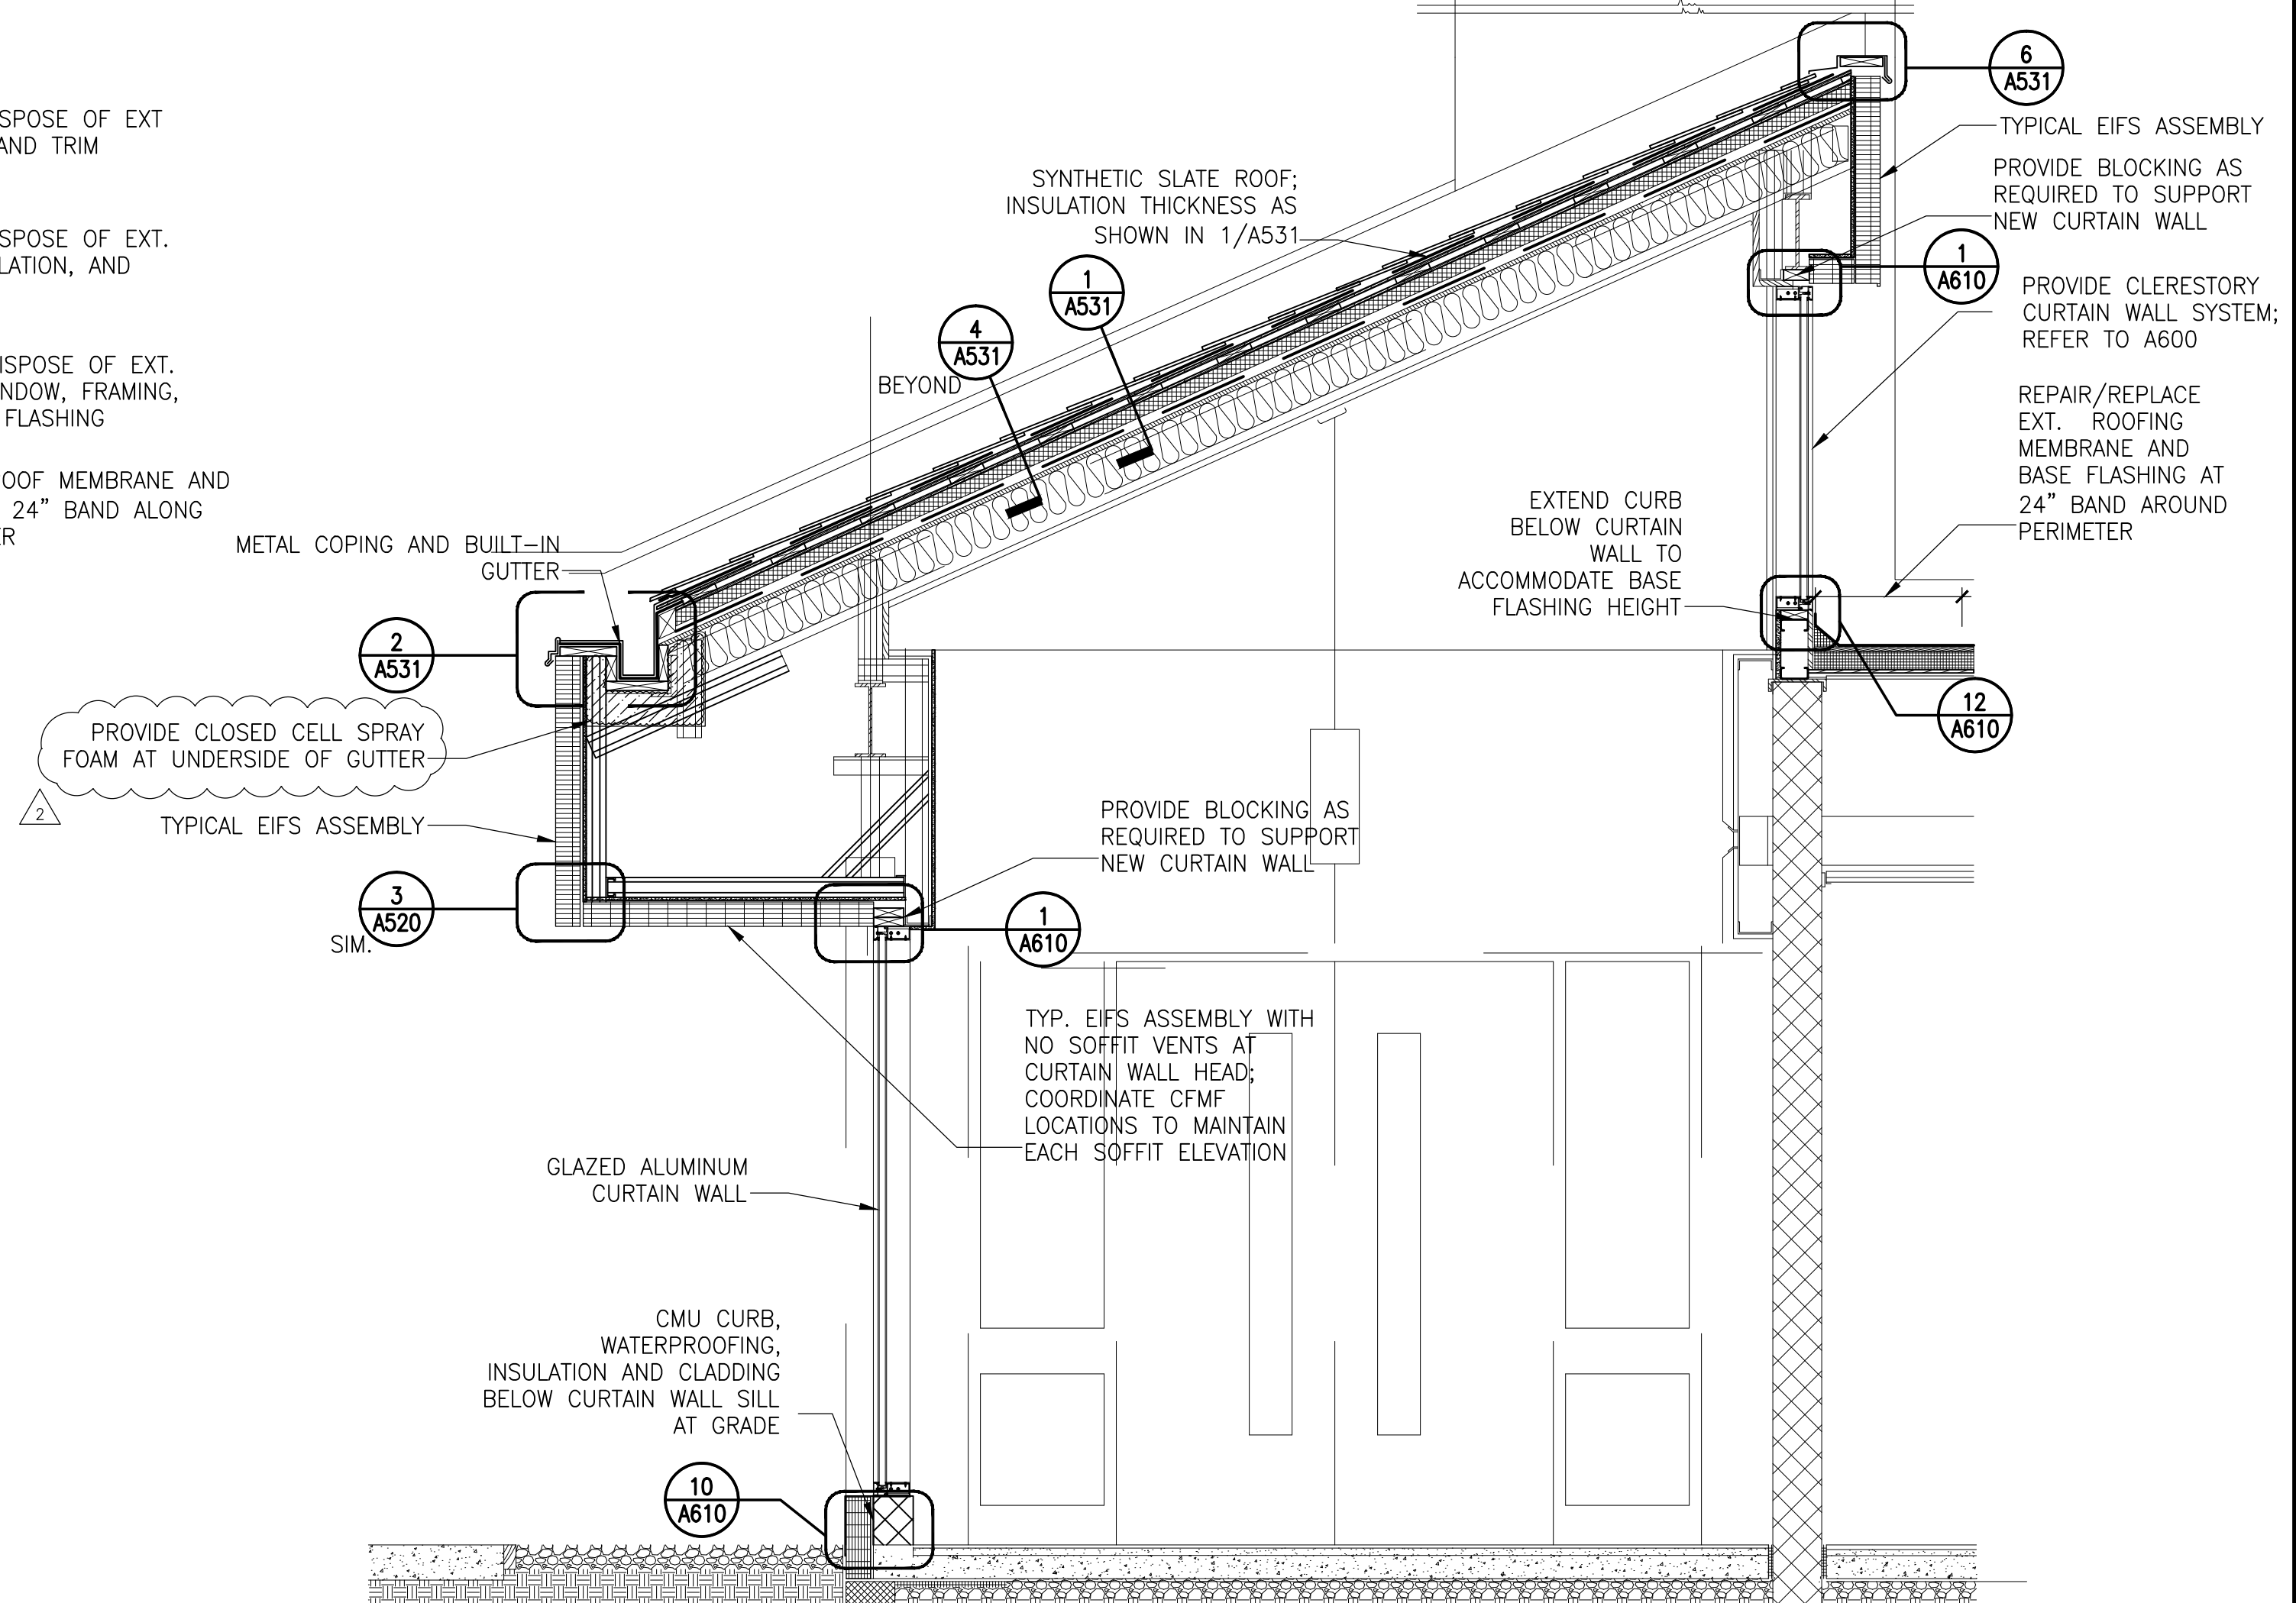 SPOSE OF EXT
AND TRIM
SPOSE OF EXT.
LATION, AND
ISPOSE OF EXT.
NDOW, FRAMING,
FLASHING
OOF MEMBRANE AND
24" BAND ALONG
ER
METAL COPING AND BUILT-IN
GUTTER
2
A531
PROVIDE CLOSED CELL SPRAY
FOAM AT UNDERSIDE OF GUTTER
2
TYPICAL EIFS ASSEMBLY
3
A520
SIM.
SYNTHETIC SLATE ROOF;
INSULATION THICKNESS AS
SHOWN IN 1/A531
1
A531
4
A531
BEYOND
6
A531
TYPICAL EIFS ASSEMBLY
PROVIDE BLOCKING AS
REQUIRED TO SUPPORT
NEW CURTAIN WALL
1
A610
PROVIDE CLERESTORY
CURTAIN WALL SYSTEM;
REFER TO A600
REPAIR/REPLACE
EXT. ROOFING
MEMBRANE AND
BASE FLASHING AT
24" BAND AROUND
PERIMETER
EXTEND CURB
BELOW CURTAIN
WALL TO
ACCOMMODATE BASE
FLASHING HEIGHT
12
A610
PROVIDE BLOCKING AS
REQUIRED TO SUPPORT
NEW CURTAIN WALL
1
A610
TYP. EIFS ASSEMBLY WITH
NO SOFFIT VENTS AT
CURTAIN WALL HEAD;
COORDINATE CFMF
LOCATIONS TO MAINTAIN
EACH SOFFIT ELEVATION
GLAZED ALUMINUM
CURTAIN WALL
CMU CURB,
WATERPROOFING,
INSULATION AND CLADDING
BELOW CURTAIN WALL SILL
AT GRADE
10
A610